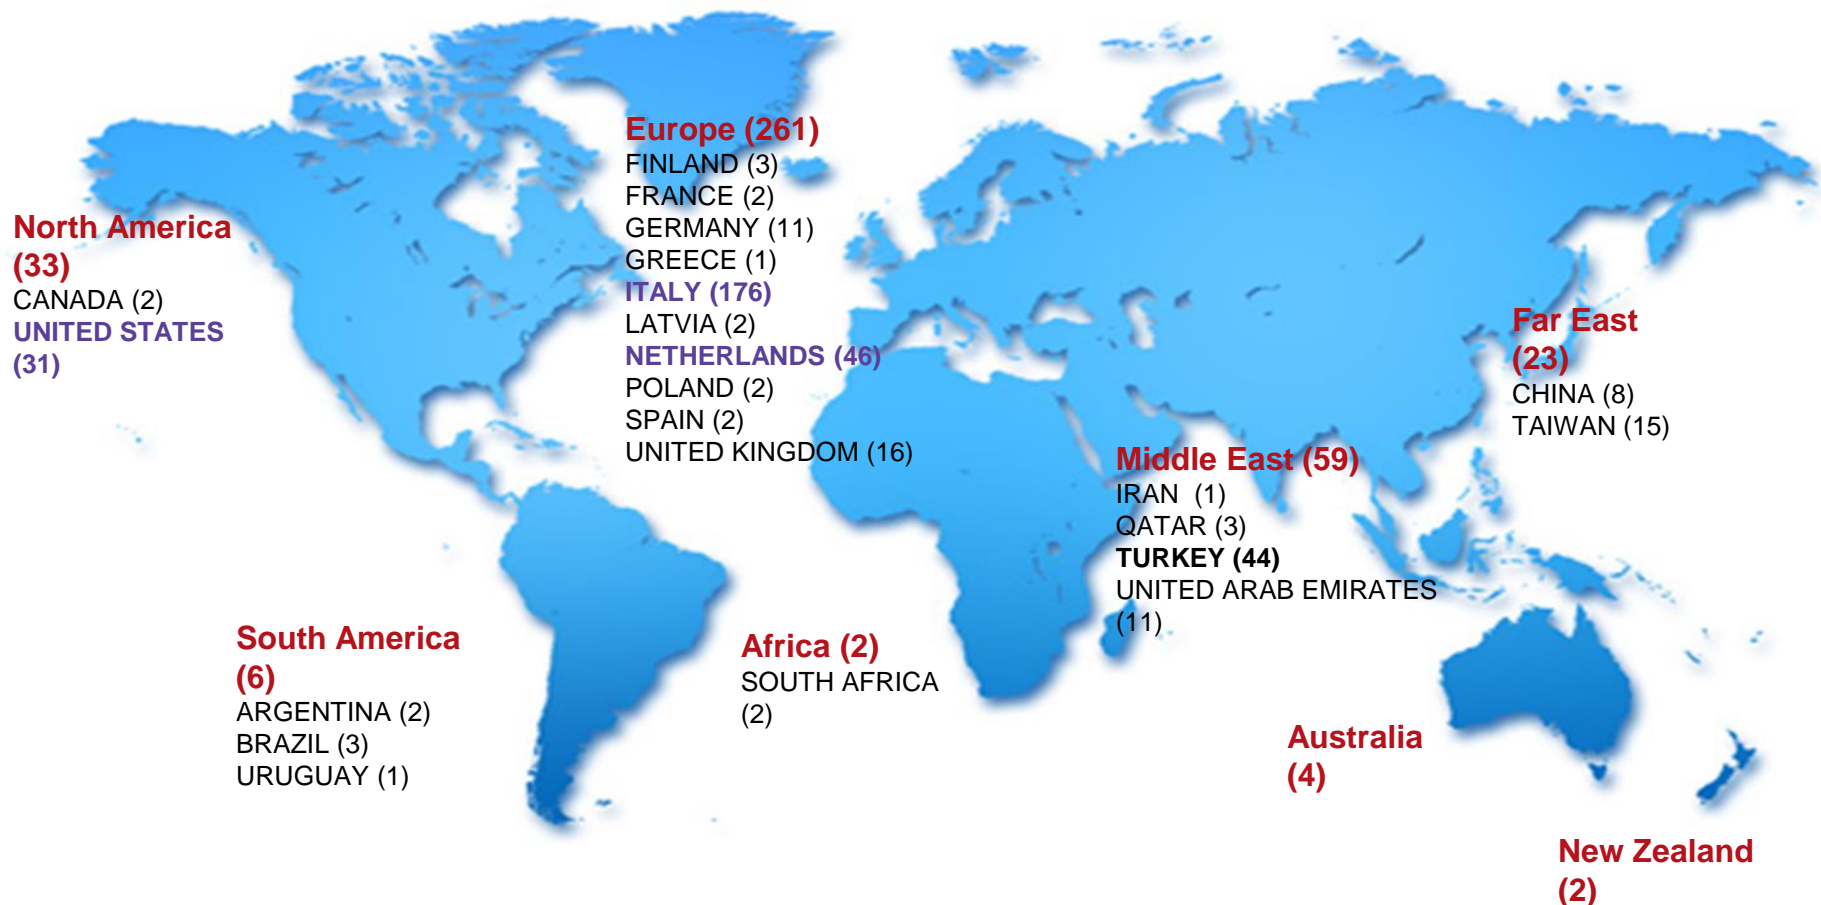 North America
(33)
CANADA (2)
UNITED STATES
(31)
Europe (261)
FINLAND (3)
FRANCE (2)
GERMANY (11)
GREECE (1)
ITALY (176)
LATVIA (2)
NETHERLANDS (46)
POLAND (2)
SPAIN (2)
UNITED KINGDOM (16)
Far East
(23)
CHINA (8)
TAIWAN (15)
Middle East (59)
IRAN  (1)
QATAR (3)
TURKEY (44)
UNITED ARAB EMIRATES
(11)
South America
(6)
ARGENTINA (2)
BRAZIL (3)
URUGUAY (1)
Africa (2)
SOUTH AFRICA
(2)
Australia
(4)
New Zealand
(2)